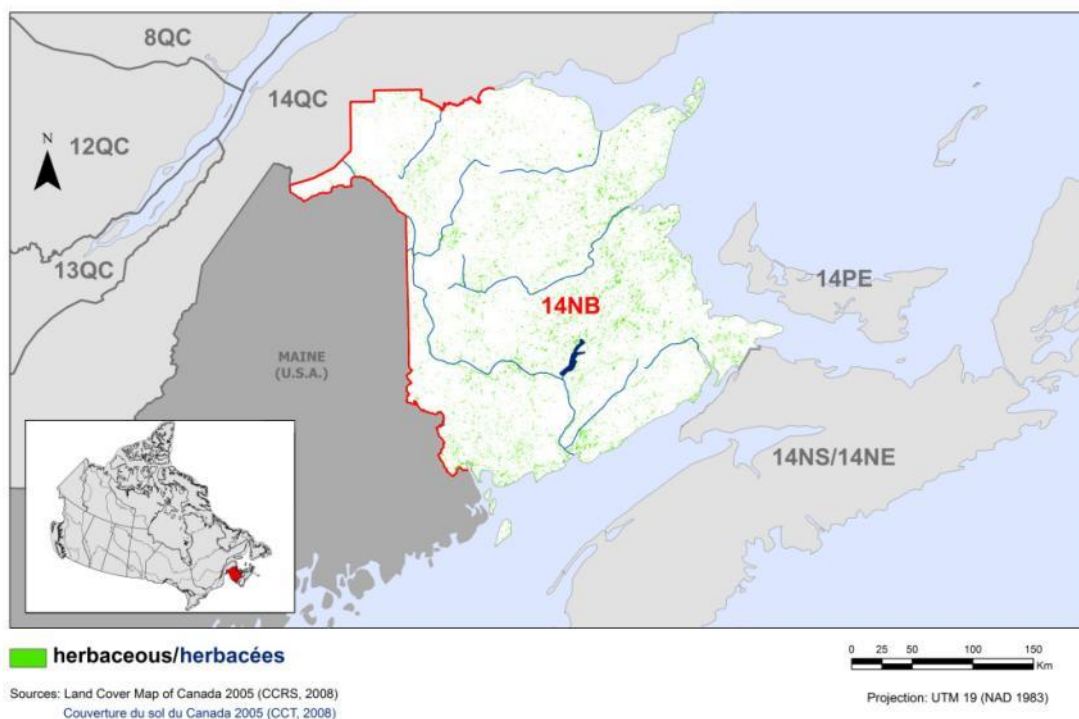 8QC
14QC
12QC
N
13QC
14PE
14NB
MAINE
(U.S.A.)
14NS/14NE
herbaceous/herbacées
0 25 50 100 150
Km
Sources: Land Cover Map of Canada 2005 (CCRS, 2008)
Couverture du sol du Canada 2005 (CCT, 2008)
Projection: UTM 19 (NAD 1983)